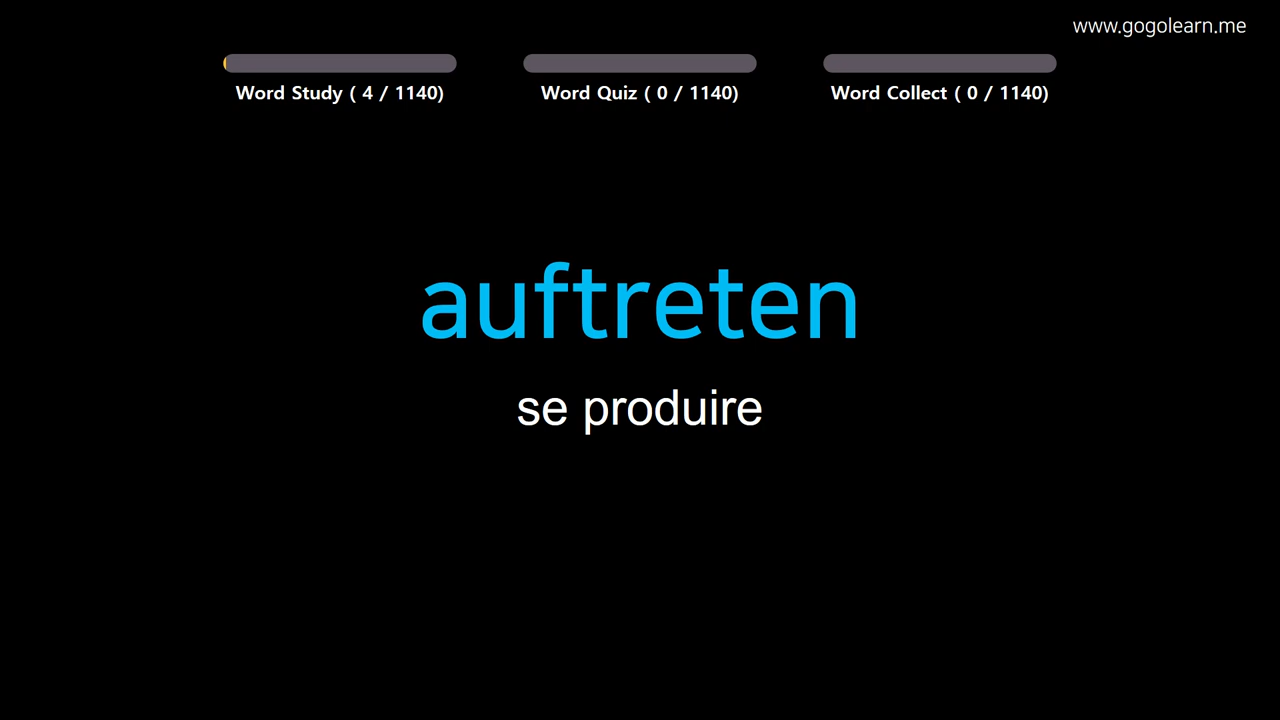 www.gogolearn.me
Word Study ( 4 / 1140)
Word Quiz ( 0 / 1140)
Word Collect ( 0 / 1140)
auftreten
se produire